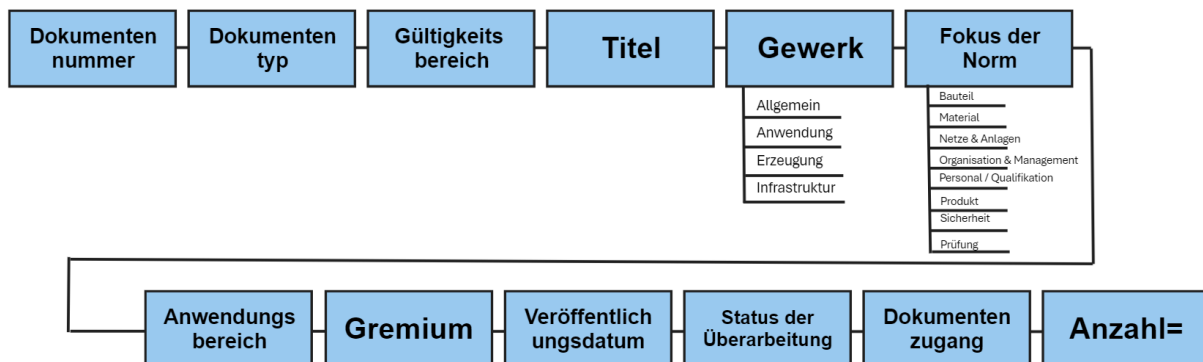 Dokumenten
nummer
Dokumenten
typ
Gültigkeits
bereich
Titel
Gewerk
Allgemein
Anwendung
Erzeugung
Infrastruktur
Fokus der
Norm
Bauteil
Material
Netze & Anlagen
Organisation & Management
Personal / Qualifikation
Produkt
Sicherheit
Prüfung
Anwendungs
bereich
Gremium
Veröffentlich
ungsdatum
Status der
Überarbeitung
Dokumenten
zugang
Anzahl=